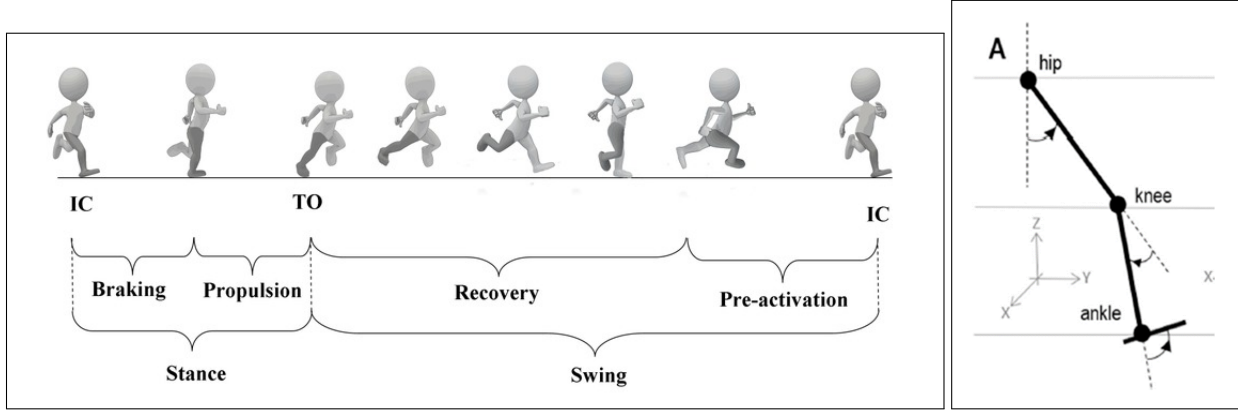 IC
TO
IC
Braking
Propulsion
Recovery
Pre-activation
Stance
Swing
A
hip
knee
Z
Y
X
X
ankle